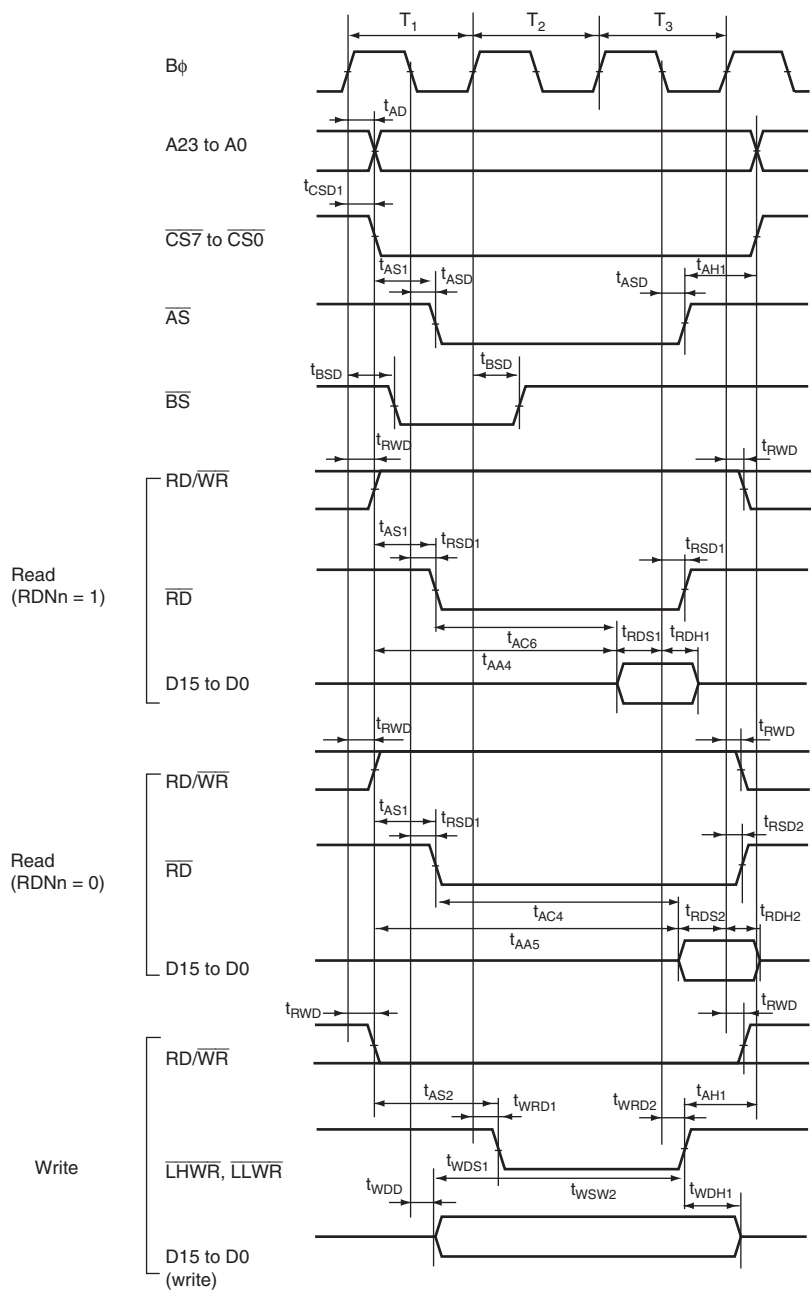 T1 T2 T3
Bφ
tAD
A23 to A0
tCSD1
CS7 to CS0
tAS1 tASD tASD tAH1
AS
tBSD tBSD
BS
tRWD tRWD
RD/WR
tAS1 tRSD1 tRSD1
Read
(RDNn = 1)
RD
tAC6 tRDS1 tRDH1
tAA4
D15 to D0
tRWD tRWD
RD/WR
tAS1 tRSD1 tRSD2
Read
(RDNn = 0)
RD
tAC4 tRDS2 tRDH2
tAA5
D15 to D0
tRWD tRWD
RD/WR
tAS2 tWRD1 tWRD2 tAH1
Write
LHWR, LLWR
tWDS1
tWDD tWSW2 tWDH1
D15 to D0
(write)